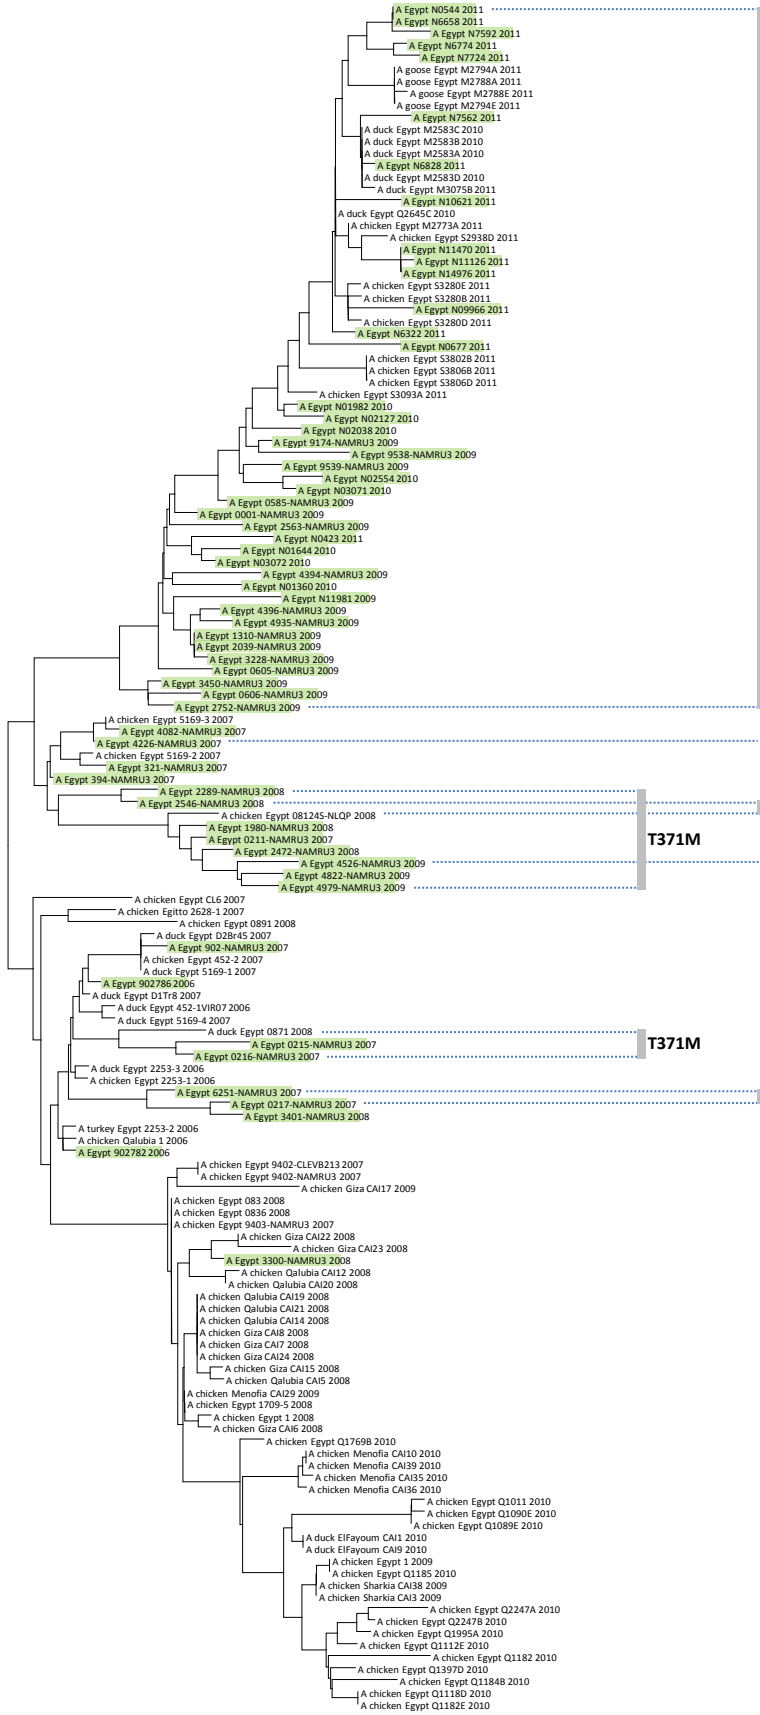 A Egypt N0544 2011
A Egypt N6658 2011
A Egypt N7592 2011
A Egypt N6774 2011
A Egypt N7724 2011
A goose Egypt M2794A 2011
A goose Egypt M2788A 2011
A goose Egypt M2788E 2011
A goose Egypt M2794E 2011
A Egypt N7562 2011
A duck Egypt M2583C 2010
A duck Egypt M2583B 2010
A duck Egypt M2583A 2010
A Egypt N6828 2011
A duck Egypt M2583D 2010
A duck Egypt M3075B 2011
A Egypt N10621 2011
A duck Egypt Q2645C 2010
A chicken Egypt M2773A 2011
A chicken Egypt S2938D 2011
A Egypt N11470 2011
A Egypt N11126 2011
A Egypt N14976 2011
A chicken Egypt S3280E 2011
A chicken Egypt S3280B 2011
A Egypt N09966 2011
A chicken Egypt S3280D 2011
A Egypt N6322 2011
A Egypt N0677 2011
A chicken Egypt S3802B 2011
A chicken Egypt S3806B 2011
A chicken Egypt S3806D 2011
A chicken Egypt S3093A 2011
A Egypt N01982 2010
A Egypt N02127 2010
A Egypt N02038 2010
A Egypt 9174-NAMRU3 2009
A Egypt 9538-NAMRU3 2009
A Egypt 9539-NAMRU3 2009
A Egypt N02554 2010
A Egypt N03071 2010
A Egypt 0585-NAMRU3 2009
A Egypt 0001-NAMRU3 2009
A Egypt 2563-NAMRU3 2009
A Egypt N0423 2011
A Egypt N01644 2010
A Egypt N03072 2010
A Egypt 4394-NAMRU3 2009
A Egypt N01360 2010
A Egypt N11981 2009
A Egypt 4396-NAMRU3 2009
A Egypt 4935-NAMRU3 2009
A Egypt 1310-NAMRU3 2009
A Egypt 2039-NAMRU3 2009
A Egypt 3228-NAMRU3 2009
A Egypt 0605-NAMRU3 2009
A Egypt 3450-NAMRU3 2009
A Egypt 0606-NAMRU3 2009
A Egypt 2752-NAMRU3 2009
A chicken Egypt 5169-3 2007
A Egypt 4082-NAMRU3 2007
A Egypt 4226-NAMRU3 2007
A chicken Egypt 5169-2 2007
A Egypt 321-NAMRU3 2007
A Egypt 394-NAMRU3 2007
A Egypt 2289-NAMRU3 2008
A Egypt 2546-NAMRU3 2008
A chicken Egypt 08124S-NLQP 2008
A Egypt 1980-NAMRU3 2008
A Egypt 0211-NAMRU3 2007
T371M
A Egypt 2472-NAMRU3 2008
A Egypt 4526-NAMRU3 2009
A Egypt 4822-NAMRU3 2009
A Egypt 4979-NAMRU3 2009
A chicken Egypt CL6 2007
A chicken Egitto 2628-1 2007
A chicken Egypt 0891 2008
A duck Egypt D2Br45 2007
A Egypt 902-NAMRU3 2007
A chicken Egypt 452-2 2007
A duck Egypt 5169-1 2007
A Egypt 902786 2006
A duck Egypt D1Tr8 2007
A duck Egypt 452-1VIR07 2006
A duck Egypt 5169-4 2007
A duck Egypt 0871 2008
A Egypt 0215-NAMRU3 2007
T371M
A Egypt 0216-NAMRU3 2007
A duck Egypt 2253-3 2006
A chicken Egypt 2253-1 2006
A Egypt 6251-NAMRU3 2007
A Egypt 0217-NAMRU3 2007
A Egypt 3401-NAMRU3 2008
A turkey Egypt 2253-2 2006
A chicken Qalubia 1 2006
A Egypt 902782 2006
A chicken Egypt 9402-CLEVB213 2007
A chicken Egypt 9402-NAMRU3 2007
A chicken Giza CAI17 2009
A chicken Egypt 083 2008
A chicken Egypt 0836 2008
A chicken Egypt 9403-NAMRU3 2007
A chicken Giza CAI22 2008
A chicken Giza CAI23 2008
A Egypt 3300-NAMRU3 2008
A chicken Qalubia CAI12 2008
A chicken Qalubia CAI20 2008
A chicken Qalubia CAI19 2008
A chicken Qalubia CAI21 2008
A chicken Qalubia CAI14 2008
A chicken Giza CAI8 2008
A chicken Giza CAI7 2008
A chicken Giza CAI24 2008
A chicken Giza CAI15 2008
A chicken Qalubia CAI5 2008
A chicken Menofia CAI29 2009
A chicken Egypt 1709-5 2008
A chicken Egypt 1 2008
A chicken Giza CAI6 2008
A chicken Egypt Q1769B 2010
A chicken Menofia CAI10 2010
A chicken Menofia CAI39 2010
A chicken Menofia CAI35 2010
A chicken Menofia CAI36 2010
A chicken Egypt Q1011 2010
A chicken Egypt Q1090E 2010
A chicken Egypt Q1089E 2010
A duck ElFayoum CAI1 2010
A duck ElFayoum CAI9 2010
A chicken Egypt 1 2009
A chicken Egypt Q1185 2010
A chicken Sharkia CAI38 2009
A chicken Sharkia CAI3 2009
A chicken Egypt Q2247A 2010
A chicken Egypt Q2247B 2010
A chicken Egypt Q1995A 2010
A chicken Egypt Q1112E 2010
A chicken Egypt Q1182 2010
A chicken Egypt Q1397D 2010
A chicken Egypt Q1184B 2010
A chicken Egypt Q1118D 2010
A chicken Egypt Q1182E 2010